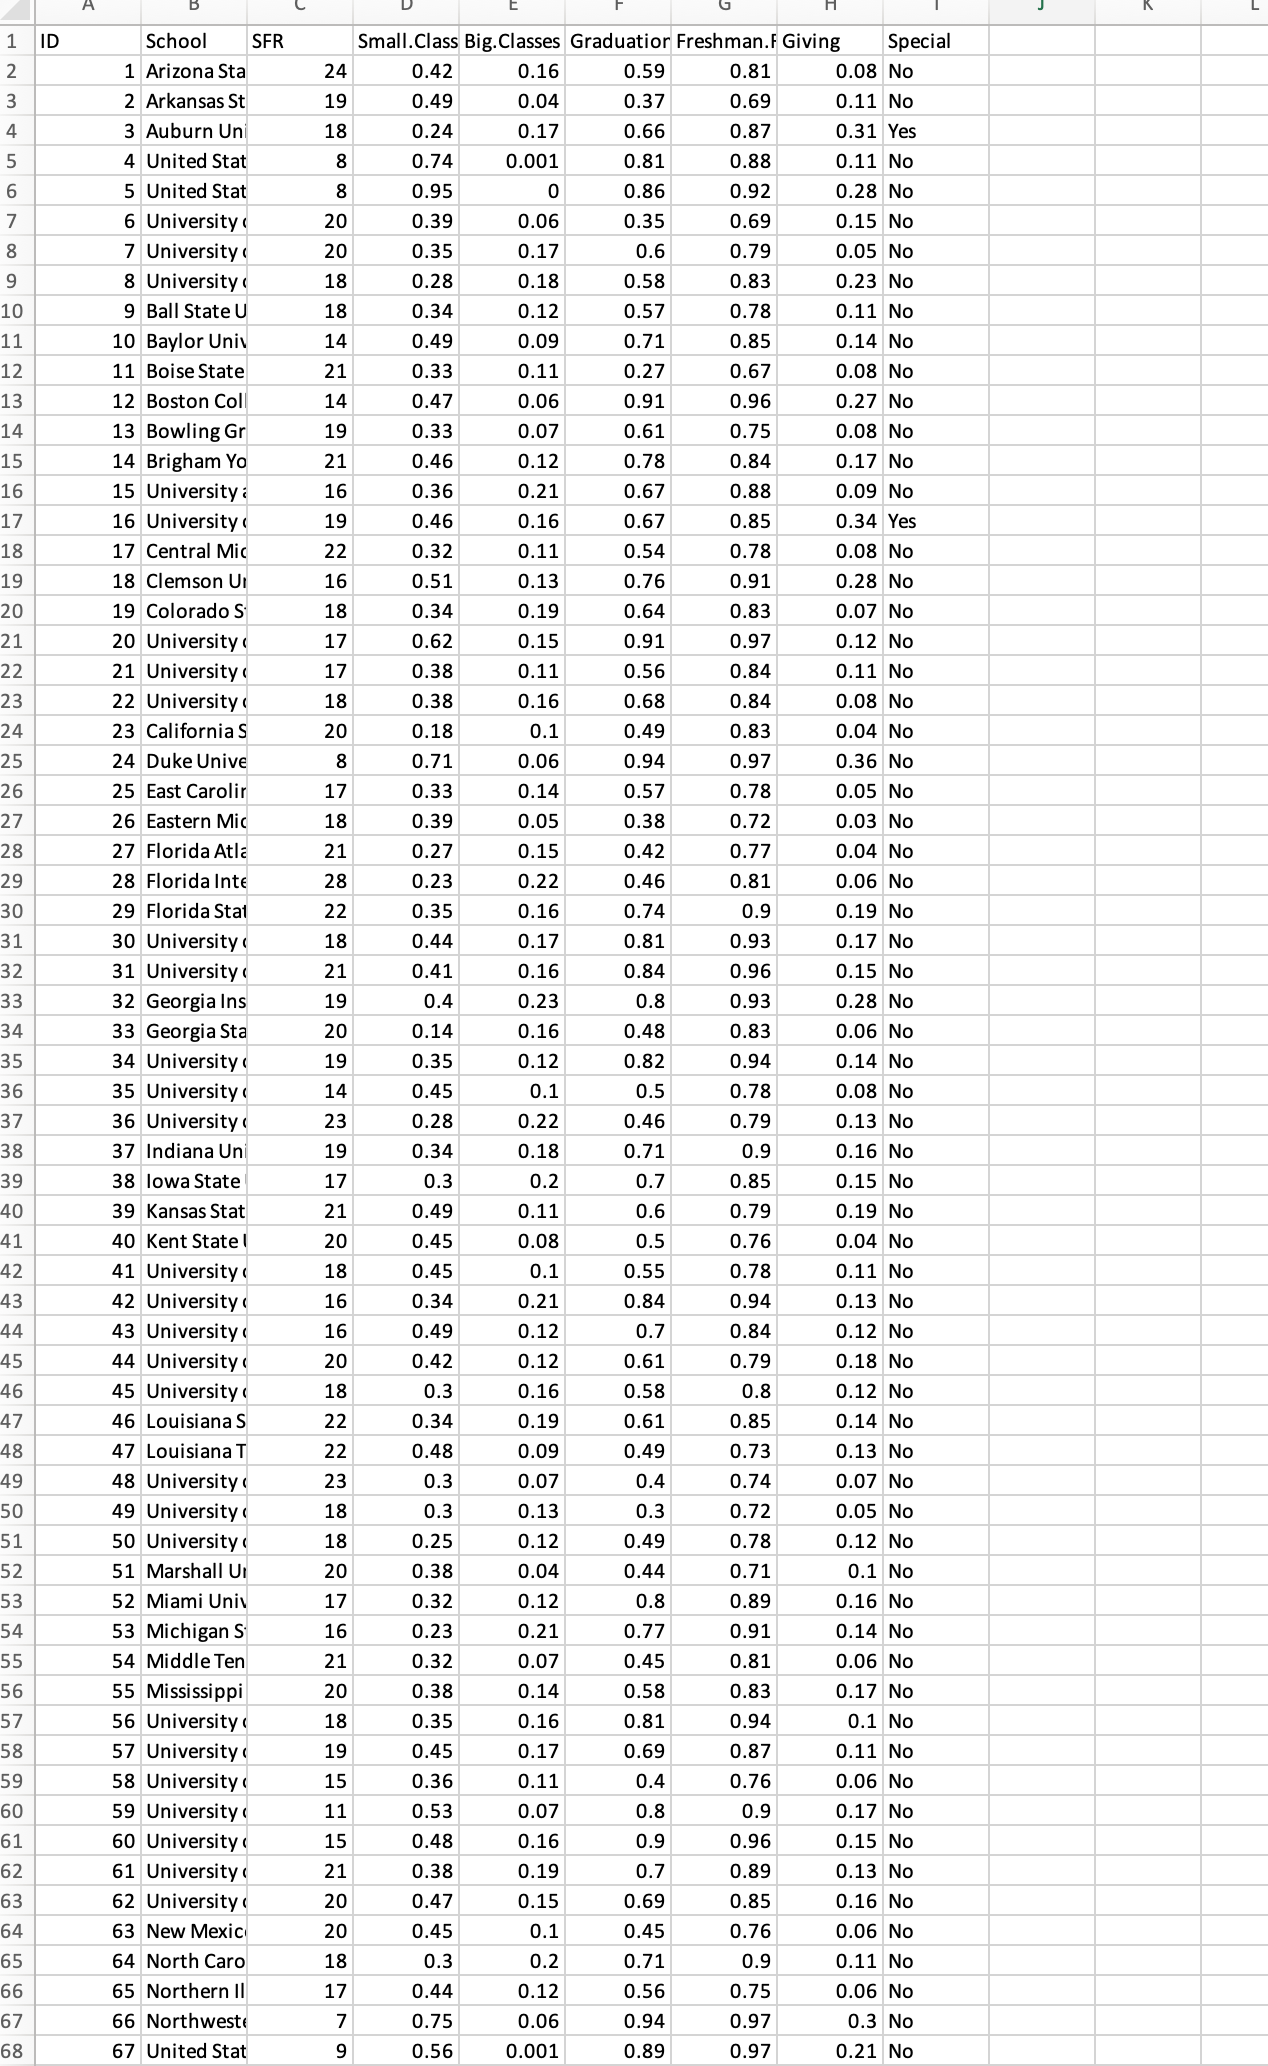 A B C D E F G H I J K L
1 ID School SFR Small.Class Big.Classes Graduation Freshman.F Giving Special
2 1 Arizona Sta 24 0.42 0.16 0.59 0.81 0.08 No
3 2 Arkansas St 19 0.49 0.04 0.37 0.69 0.11 No
4 3 Auburn Uni 18 0.24 0.17 0.66 0.87 0.31 Yes
5 4 United Stat 8 0.74 0.001 0.81 0.88 0.11 No
6 5 United Stat 8 0.95 0 0.86 0.92 0.28 No
7 6 University o 20 0.39 0.06 0.35 0.69 0.15 No
8 7 University o 20 0.35 0.17 0.6 0.79 0.05 No
9 8 University o 18 0.28 0.18 0.58 0.83 0.23 No
10 9 Ball State U 18 0.34 0.12 0.57 0.78 0.11 No
11 10 Baylor Univ 14 0.49 0.09 0.71 0.85 0.14 No
12 11 Boise State 21 0.33 0.11 0.27 0.67 0.08 No
13 12 Boston Coll 14 0.47 0.06 0.91 0.96 0.27 No
14 13 Bowling Gr 19 0.33 0.07 0.61 0.75 0.08 No
15 14 Brigham Yo 21 0.46 0.12 0.78 0.84 0.17 No
16 15 University a 16 0.36 0.21 0.67 0.88 0.09 No
17 16 University o 19 0.46 0.16 0.67 0.85 0.34 Yes
18 17 Central Mic 22 0.32 0.11 0.54 0.78 0.08 No
19 18 Clemson Un 16 0.51 0.13 0.76 0.91 0.28 No
20 19 Colorado St 18 0.34 0.19 0.64 0.83 0.07 No
21 20 University o 17 0.62 0.15 0.91 0.97 0.12 No
22 21 University o 17 0.38 0.11 0.56 0.84 0.11 No
23 22 University o 18 0.38 0.16 0.68 0.84 0.08 No
24 23 California S 20 0.18 0.1 0.49 0.83 0.04 No
25 24 Duke Unive 8 0.71 0.06 0.94 0.97 0.36 No
26 25 East Carolin 17 0.33 0.14 0.57 0.78 0.05 No
27 26 Eastern Mic 18 0.39 0.05 0.38 0.72 0.03 No
28 27 Florida Atla 21 0.27 0.15 0.42 0.77 0.04 No
29 28 Florida Inte 28 0.23 0.22 0.46 0.81 0.06 No
30 29 Florida Stat 22 0.35 0.16 0.74 0.9 0.19 No
31 30 University o 18 0.44 0.17 0.81 0.93 0.17 No
32 31 University o 21 0.41 0.16 0.84 0.96 0.15 No
33 32 Georgia Ins 19 0.4 0.23 0.8 0.93 0.28 No
34 33 Georgia Sta 20 0.14 0.16 0.48 0.83 0.06 No
35 34 University o 19 0.35 0.12 0.82 0.94 0.14 No
36 35 University o 14 0.45 0.1 0.5 0.78 0.08 No
37 36 University o 23 0.28 0.22 0.46 0.79 0.13 No
38 37 Indiana Uni 19 0.34 0.18 0.71 0.9 0.16 No
39 38 Iowa State 17 0.3 0.2 0.7 0.85 0.15 No
40 39 Kansas Stat 21 0.49 0.11 0.6 0.79 0.19 No
41 40 Kent State U 20 0.45 0.08 0.5 0.76 0.04 No
42 41 University o 18 0.45 0.1 0.55 0.78 0.11 No
43 42 University o 16 0.34 0.21 0.84 0.94 0.13 No
44 43 University o 16 0.49 0.12 0.7 0.84 0.12 No
45 44 University o 20 0.42 0.12 0.61 0.79 0.18 No
46 45 University o 18 0.3 0.16 0.58 0.8 0.12 No
47 46 Louisiana S 22 0.34 0.19 0.61 0.85 0.14 No
48 47 Louisiana T 22 0.48 0.09 0.49 0.73 0.13 No
49 48 University o 23 0.3 0.07 0.4 0.74 0.07 No
50 49 University o 18 0.3 0.13 0.3 0.72 0.05 No
51 50 University o 18 0.25 0.12 0.49 0.78 0.12 No
52 51 Marshall Un 20 0.38 0.04 0.44 0.71 0.1 No
53 52 Miami Univ 17 0.32 0.12 0.8 0.89 0.16 No
54 53 Michigan St 16 0.23 0.21 0.77 0.91 0.14 No
55 54 Middle Ten 21 0.32 0.07 0.45 0.81 0.06 No
56 55 Mississippi 20 0.38 0.14 0.58 0.83 0.17 No
57 56 University o 18 0.35 0.16 0.81 0.94 0.1 No
58 57 University o 19 0.45 0.17 0.69 0.87 0.11 No
59 58 University o 15 0.36 0.11 0.4 0.76 0.06 No
60 59 University o 11 0.53 0.07 0.8 0.9 0.17 No
61 60 University o 15 0.48 0.16 0.9 0.96 0.15 No
62 61 University o 21 0.38 0.19 0.7 0.89 0.13 No
63 62 University o 20 0.47 0.15 0.69 0.85 0.16 No
64 63 New Mexic 20 0.45 0.1 0.45 0.76 0.06 No
65 64 North Caro 18 0.3 0.2 0.71 0.9 0.11 No
66 65 Northern Il 17 0.44 0.12 0.56 0.75 0.06 No
67 66 Northweste 7 0.75 0.06 0.94 0.97 0.3 No
68 67 United Stat 9 0.56 0.001 0.89 0.97 0.21 No